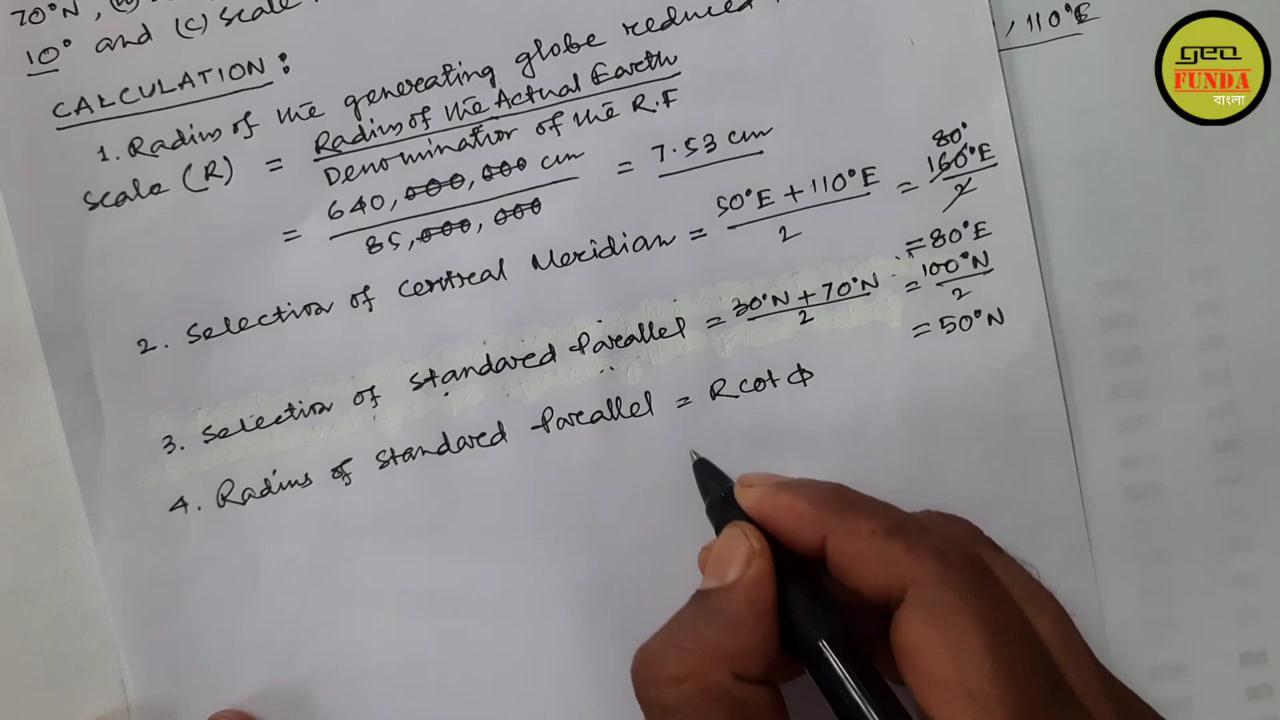 70°N,
, 110°E
10° and (C) Scale
geo
FUNDA
বাংলা
CALCULATION:
1. Radius of the generating globe reduced
Scale (R) = Radius of the Actual Earth
Denominator of the R.F
= 640,000,000 cm = 7.53 cm
85,000,000
2. Selection of Central Meridian = 50°E + 110°E = 160°E 80°
2 2
= 80°E
3. Selection of Standared Parallel = 30°N + 70°N = 100°N
2 2
= 50°N
4. Radius of Standared Parallel = R cot φ